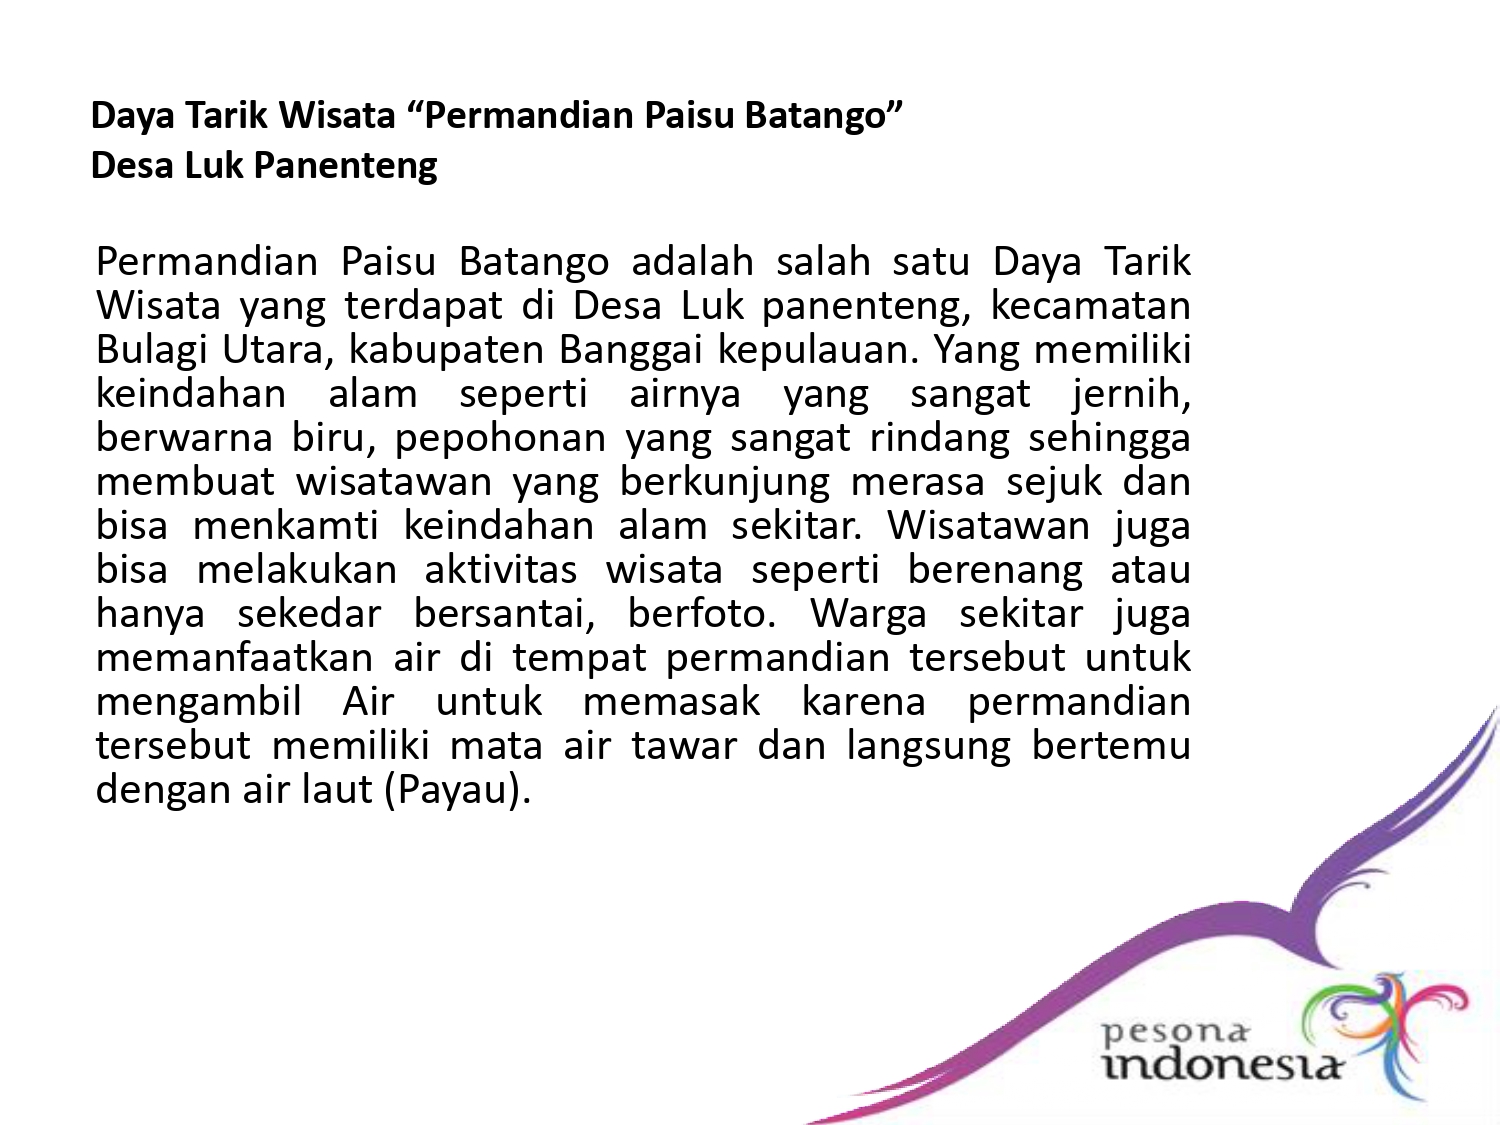 Daya Tarik Wisata “Permandian Paisu Batango”
Desa Luk Panenteng
Permandian Paisu Batango adalah salah satu Daya Tarik
Wisata yang terdapat di Desa Luk panenteng, kecamatan
Bulagi Utara, kabupaten Banggai kepulauan. Yang memiliki
keindahan alam seperti airnya yang sangat jernih,
berwarna biru, pepohonan yang sangat rindang sehingga
membuat wisatawan yang berkunjung merasa sejuk dan
bisa menkamti keindahan alam sekitar. Wisatawan juga
bisa melakukan aktivitas wisata seperti berenang atau
hanya sekedar bersantai, berfoto. Warga sekitar juga
memanfaatkan air di tempat permandian tersebut untuk
mengambil Air untuk memasak karena permandian
tersebut memiliki mata air tawar dan langsung bertemu
dengan air laut (Payau).
pesona
indonesia